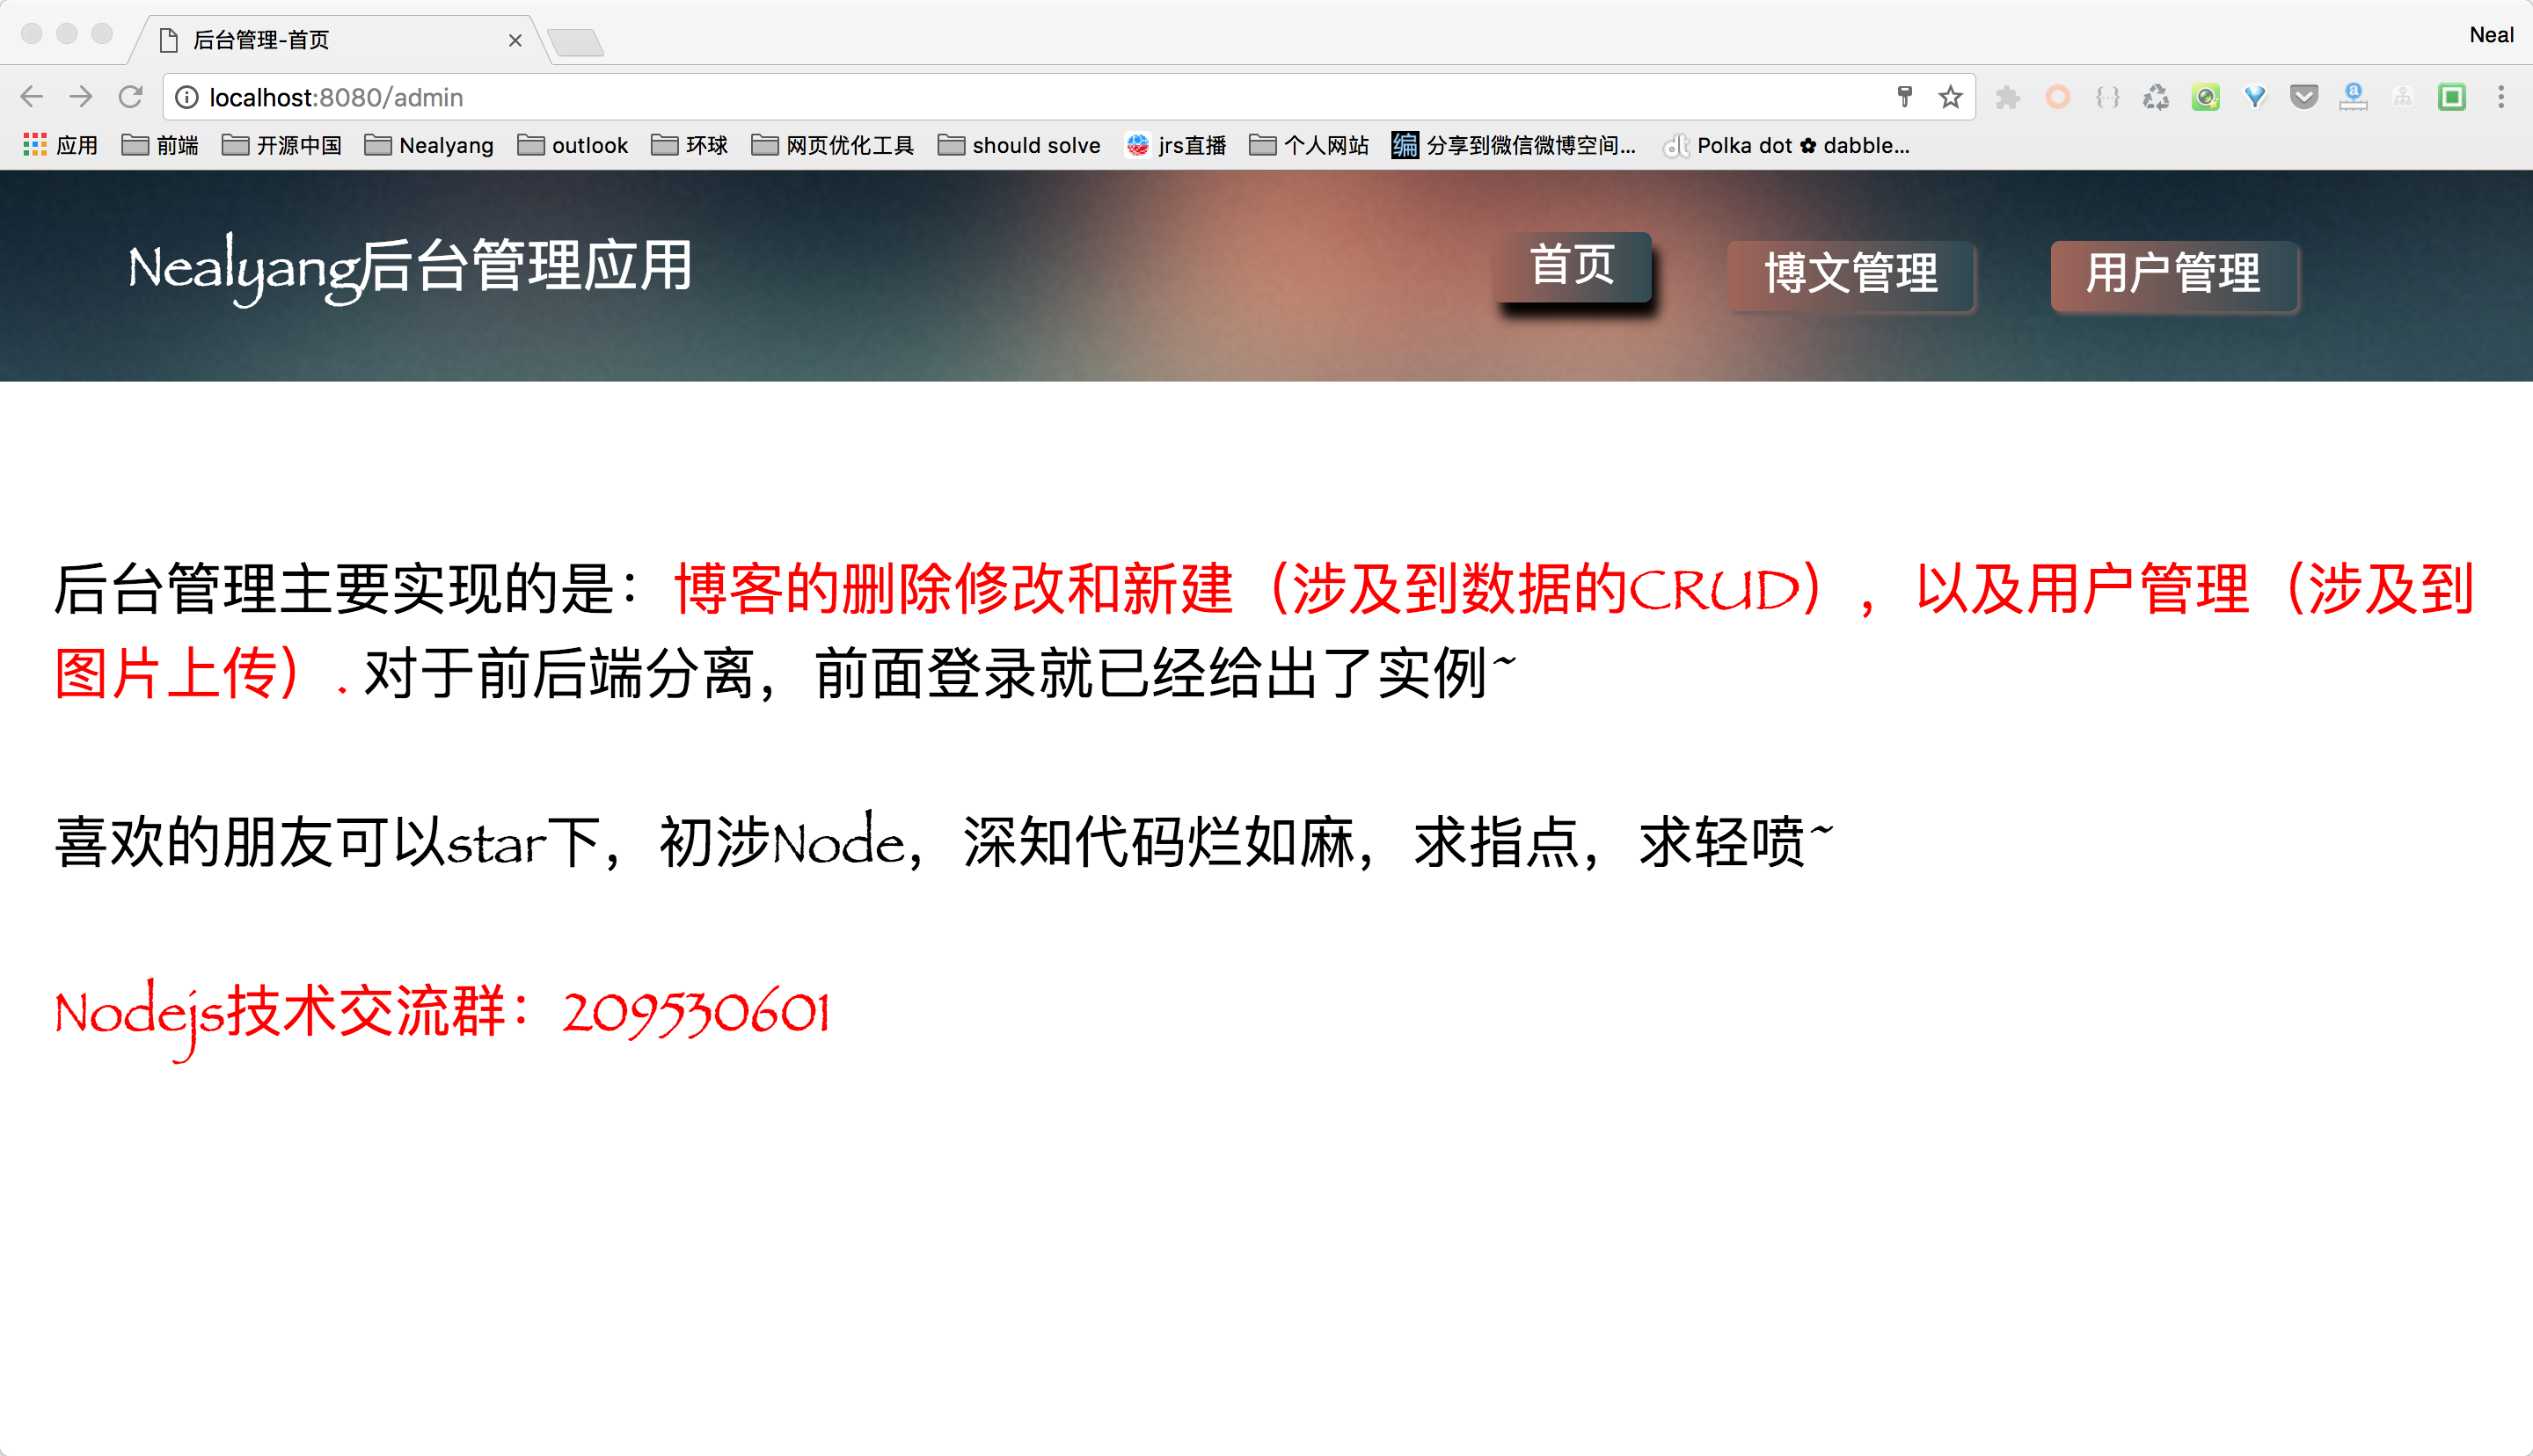 后台管理-首页
Neal
localhost:8080/admin
应用 前端 开源中国 Nealyang outlook 环球 网页优化工具 should solve jrs直播 个人网站 编 分享到微信微博空间... dt Polka dot ✿ dabble...
Nealyang后台管理应用 首页 博文管理 用户管理
后台管理主要实现的是：博客的删除修改和新建（涉及到数据的CRUD），以及用户管理（涉及到
图片上传）. 对于前后端分离，前面登录就已经给出了实例~
喜欢的朋友可以star下，初涉Node，深知代码烂如麻，求指点，求轻喷~
Nodejs技术交流群：209530601